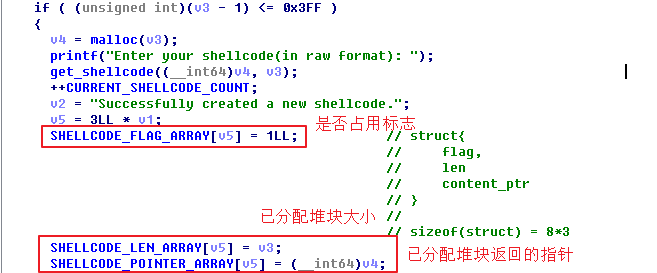 if ( (unsigned int)(v3 - 1) <= 0x3FF )
{
v4 = malloc(v3);
printf("Enter your shellcode(in raw format): ");
get_shellcode((__int64)v4, v3);
++CURRENT_SHELLCODE_COUNT;
v2 = "Successfully created a new shellcode.";
v5 = 3LL * v1;
是否占用标志
SHELLCODE_FLAG_ARRAY[v5] = 1LL;
// struct{
// flag,
// len
// content_ptr
// }
已分配堆块大小
//
// sizeof(struct) = 8*3
SHELLCODE_LEN_ARRAY[v5] = v3;
已分配堆块返回的指针
SHELLCODE_POINTER_ARRAY[v5] = (__int64)v4;